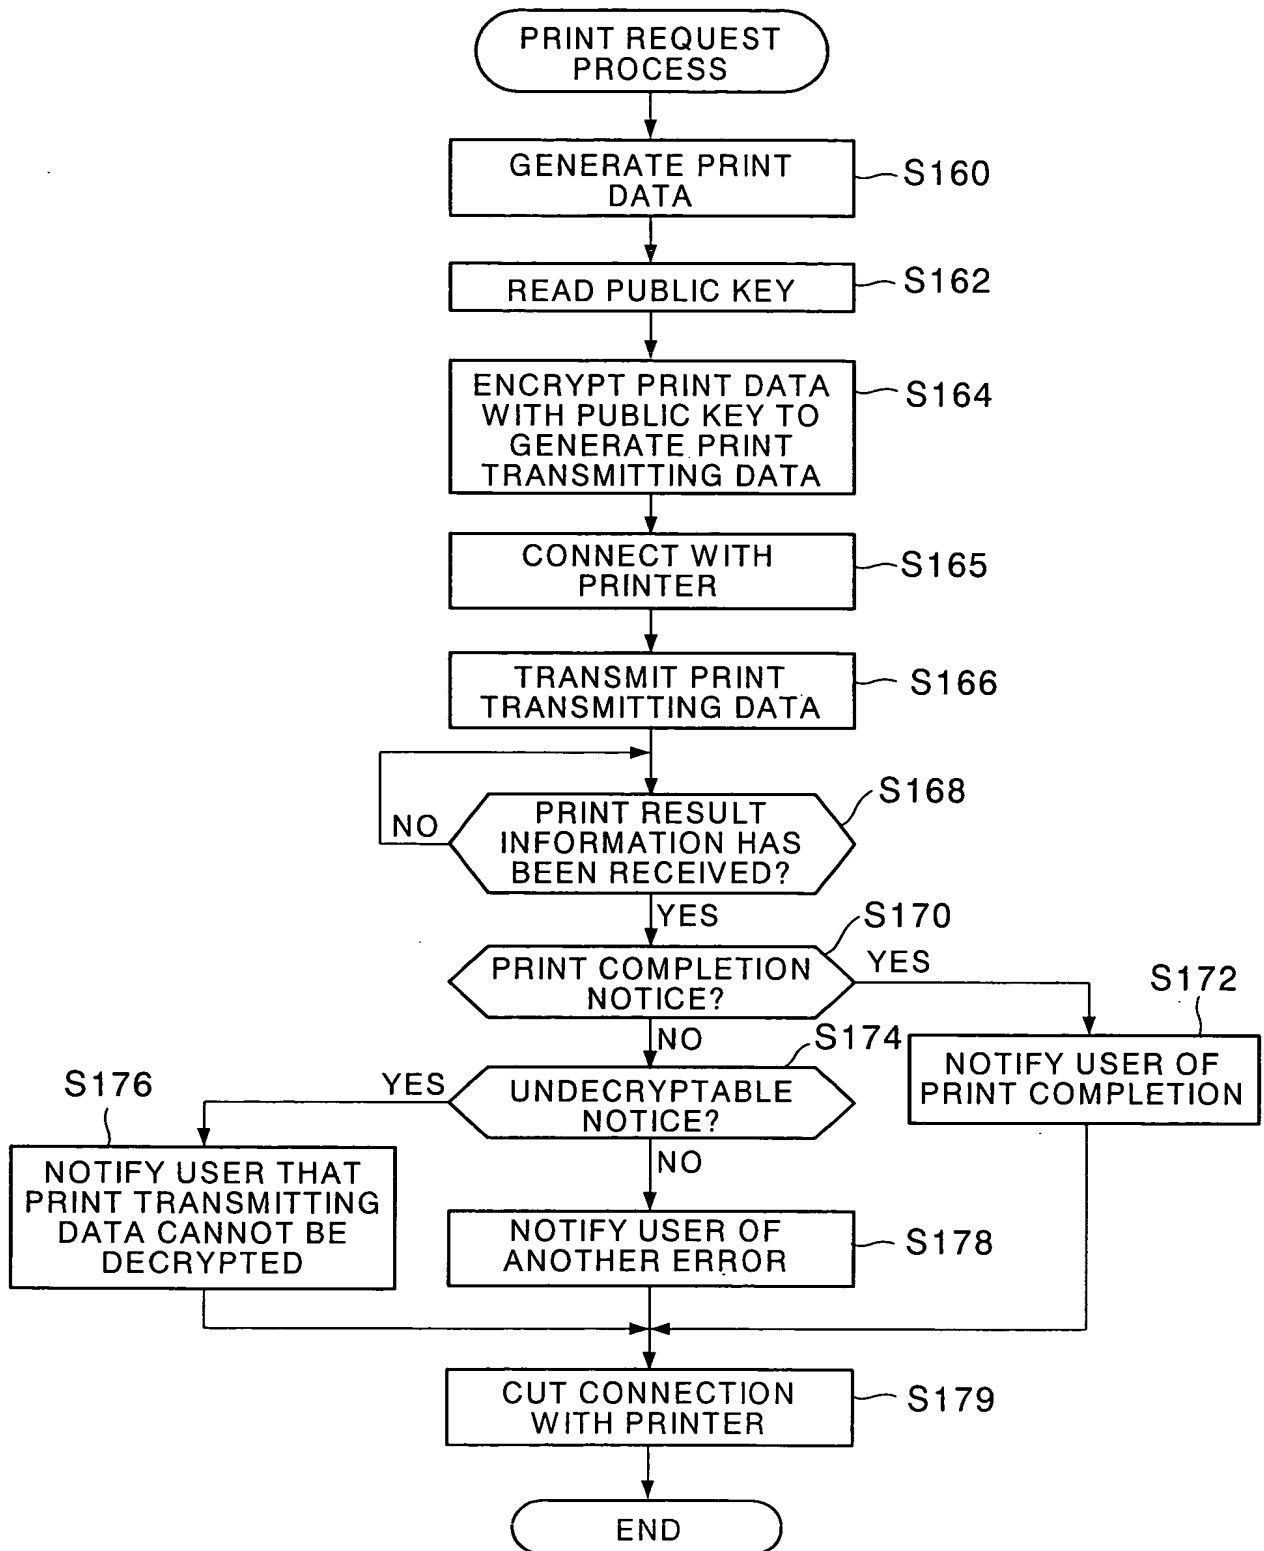 PRINT REQUEST
PROCESS
GENERATE PRINT
DATA
S160
READ PUBLIC KEY
S162
ENCRYPT PRINT DATA
WITH PUBLIC KEY TO
GENERATE PRINT
TRANSMITTING DATA
S164
CONNECT WITH
PRINTER
S165
TRANSMIT PRINT
TRANSMITTING DATA
S166
PRINT RESULT
INFORMATION HAS
BEEN RECEIVED?
S168
NO
YES
PRINT COMPLETION
NOTICE?
S170
YES
NO
S172
NOTIFY USER OF
PRINT COMPLETION
S174
UNDECRYPTABLE
NOTICE?
YES
NO
S176
NOTIFY USER THAT
PRINT TRANSMITTING
DATA CANNOT BE
DECRYPTED
NOTIFY USER OF
ANOTHER ERROR
S178
CUT CONNECTION
WITH PRINTER
S179
END